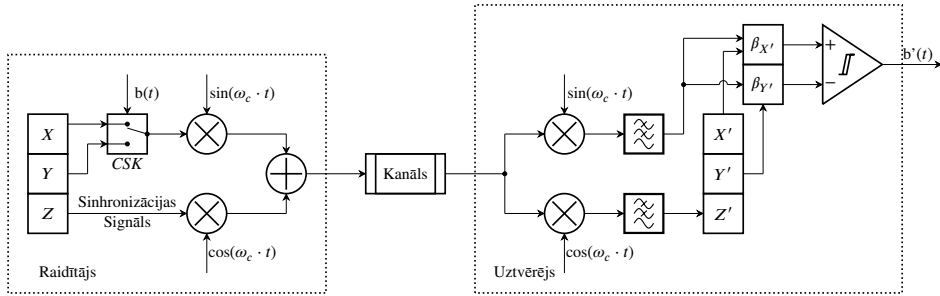 X
Y
Z
b(t)
CSK
sin(ω_c · t)
Sinhronizācijas
Signāls
cos(ω_c · t)
Raidītājs
Kanāls
sin(ω_c · t)
cos(ω_c · t)
Uztvērējs
β_X′
β_Y′
X′
Y′
Z′
+
−
b’(t)